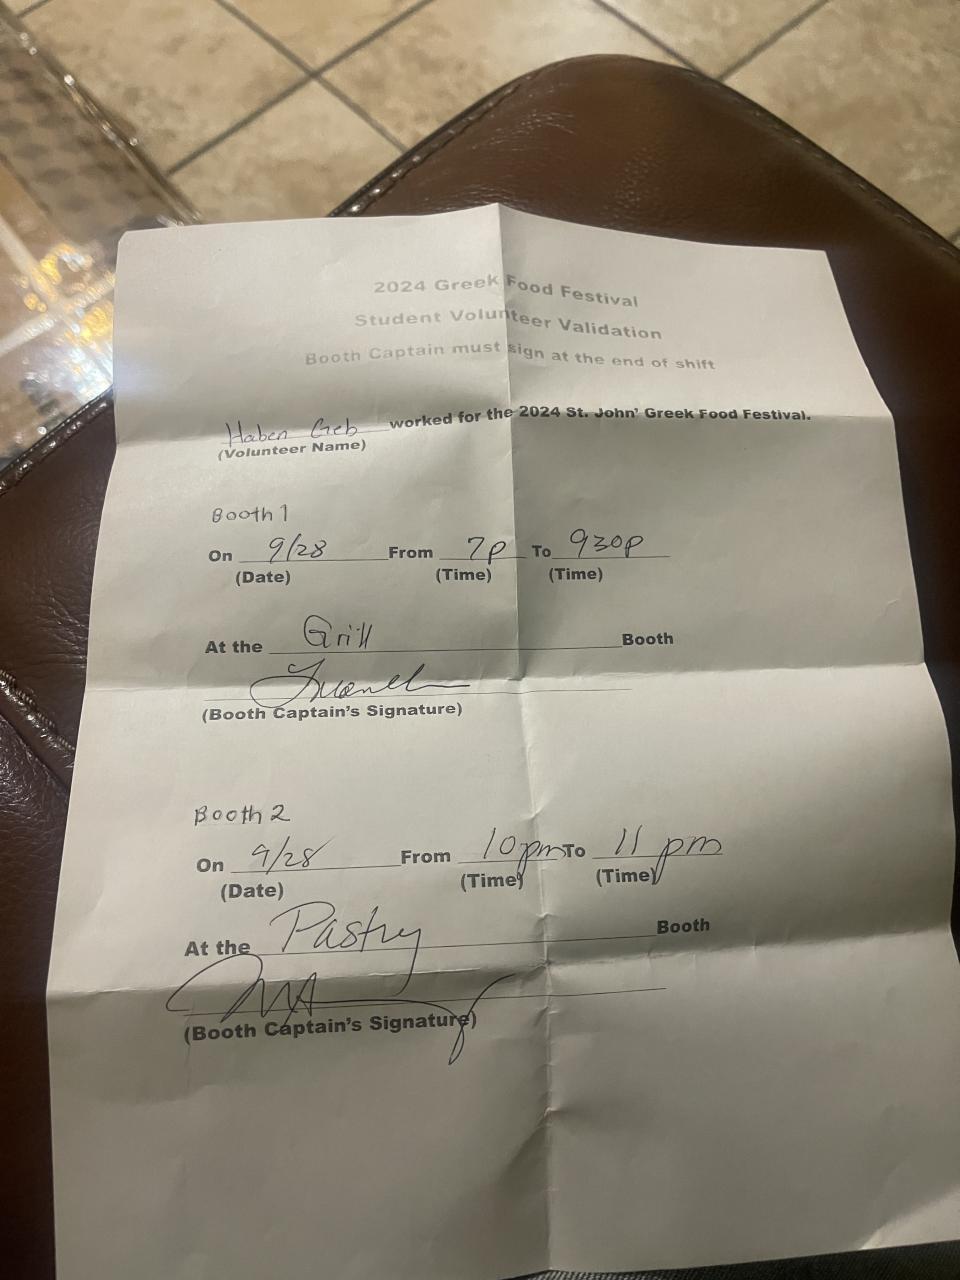 2024 Greek Food Festival
Student Volunteer Validation
Booth Captain must sign at the end of shift
Haben Geb worked for the 2024 St. John' Greek Food Festival.
(Volunteer Name)
Booth 1
On 9/28 From 7p To 930p
(Date) (Time) (Time)
At the Grill Booth
(Booth Captain's Signature)
Booth 2
On 9/28 From 10pm To 11 pm
(Date) (Time) (Time)
At the Pastry Booth
(Booth Captain's Signature)